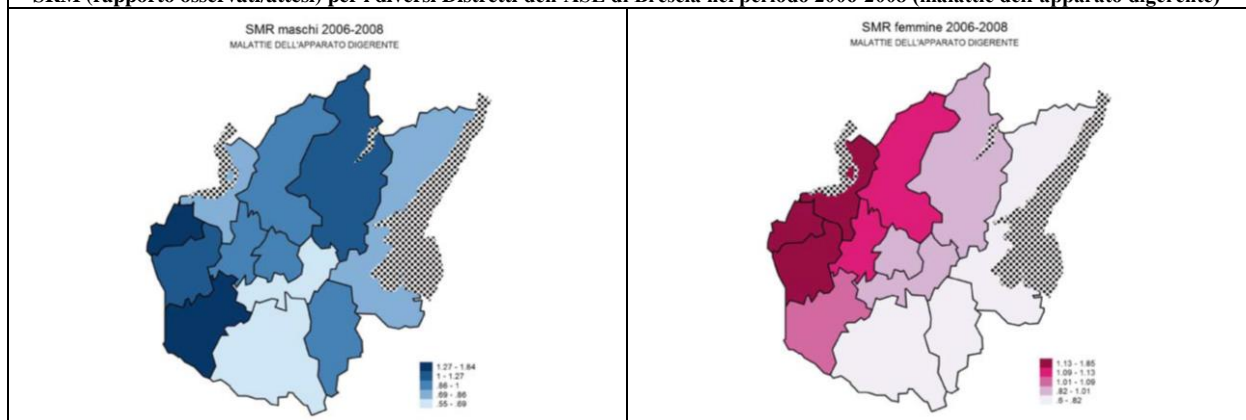 SRM (rapporto osservati/attesi) per i diversi Distretti dell'ASL di Brescia nel periodo 2006-2008 (malattie dell'apparato digerente)
SMR maschi 2006-2008
MALATTIE DELL'APPARATO DIGERENTE
1.27 - 1.84
1 - 1.27
.86 - 1
.69 - .86
.55 - .69
SMR femmine 2006-2008
MALATTIE DELL'APPARATO DIGERENTE
1.13 - 1.85
1.09 - 1.13
1.01 - 1.09
.82 - 1.01
.6 - .82